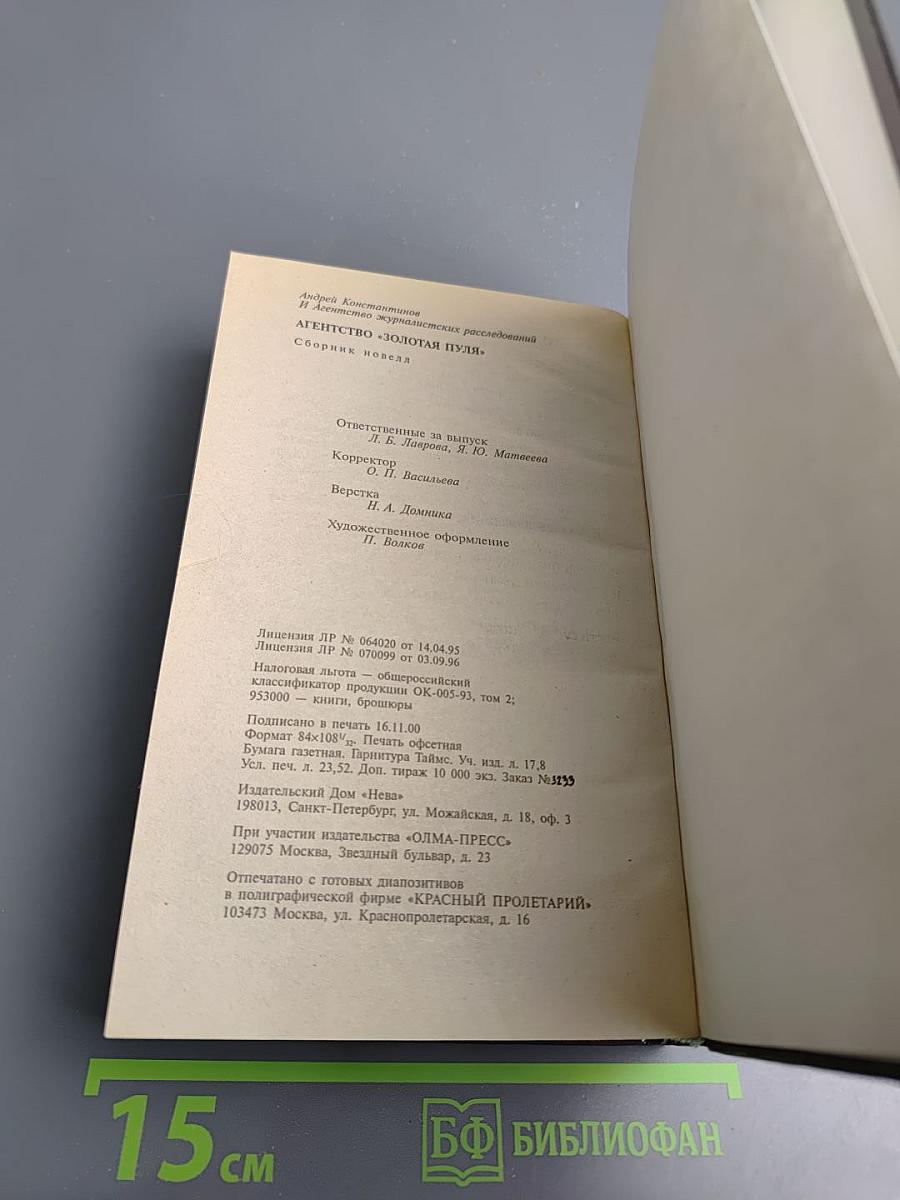 Андрей Константинов
И Агентство журналистских расследований
АГЕНТСТВО «ЗОЛОТАЯ ПУЛЯ»
Сборник новелл
Ответственные за выпуск
Л. Б. Лаврова, Я. Ю. Матвеева
Корректор
О. П. Васильева
Верстка
Н. А. Домника
Художественное оформление
П. Волков
Лицензия ЛР № 064020 от 14.04.95
Лицензия ЛР № 070099 от 03.09.96
Налоговая льгота — общероссийский
классификатор продукции ОК-005-93, том 2;
953000 — книги, брошюры
Подписано в печать 16.11.00
Формат 84×108 1/32. Печать офсетная
Бумага газетная. Гарнитура Таймс. Уч. изд. л. 17,8
Усл. печ. л. 23,52. Доп. тираж 10 000 экз. Заказ №3233
Издательский Дом «Нева»
198013, Санкт-Петербург, ул. Можайская, д. 18, оф. 3
При участии издательства «ОЛМА-ПРЕСС»
129075 Москва, Звездный бульвар, д. 23
Отпечатано с готовых диапозитивов
в полиграфической фирме «КРАСНЫЙ ПРОЛЕТАРИЙ»
103473 Москва, ул. Краснопролетарская, д. 16
15 см
БФ БИБЛИОФАН